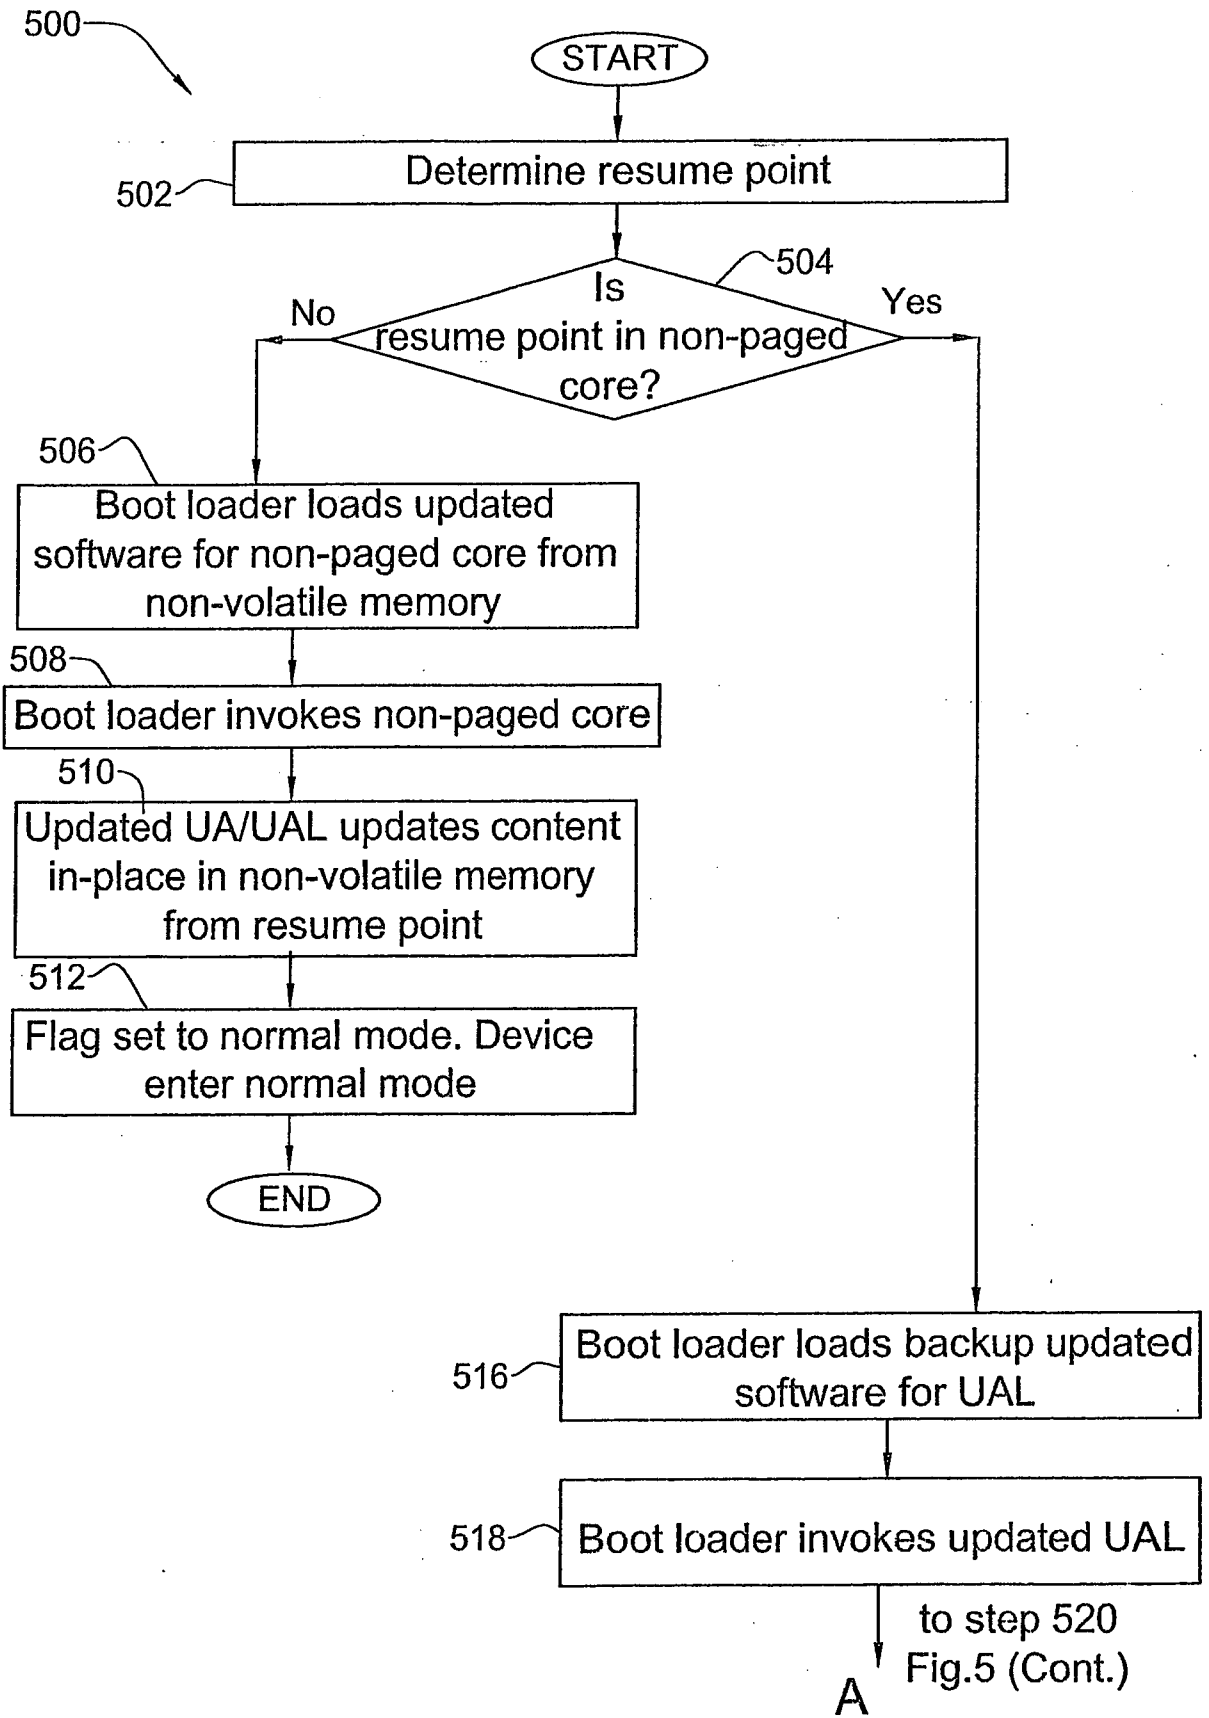 500
START
Determine resume point
502
504
Is
resume point in non-paged
core?
No
Yes
506
Boot loader loads updated
software for non-paged core from
non-volatile memory
508
Boot loader invokes non-paged core
510
Updated UA/UAL updates content
in-place in non-volatile memory
from resume point
512
Flag set to normal mode. Device
enter normal mode
END
516
Boot loader loads backup updated
software for UAL
518
Boot loader invokes updated UAL
to step 520
Fig.5 (Cont.)
A